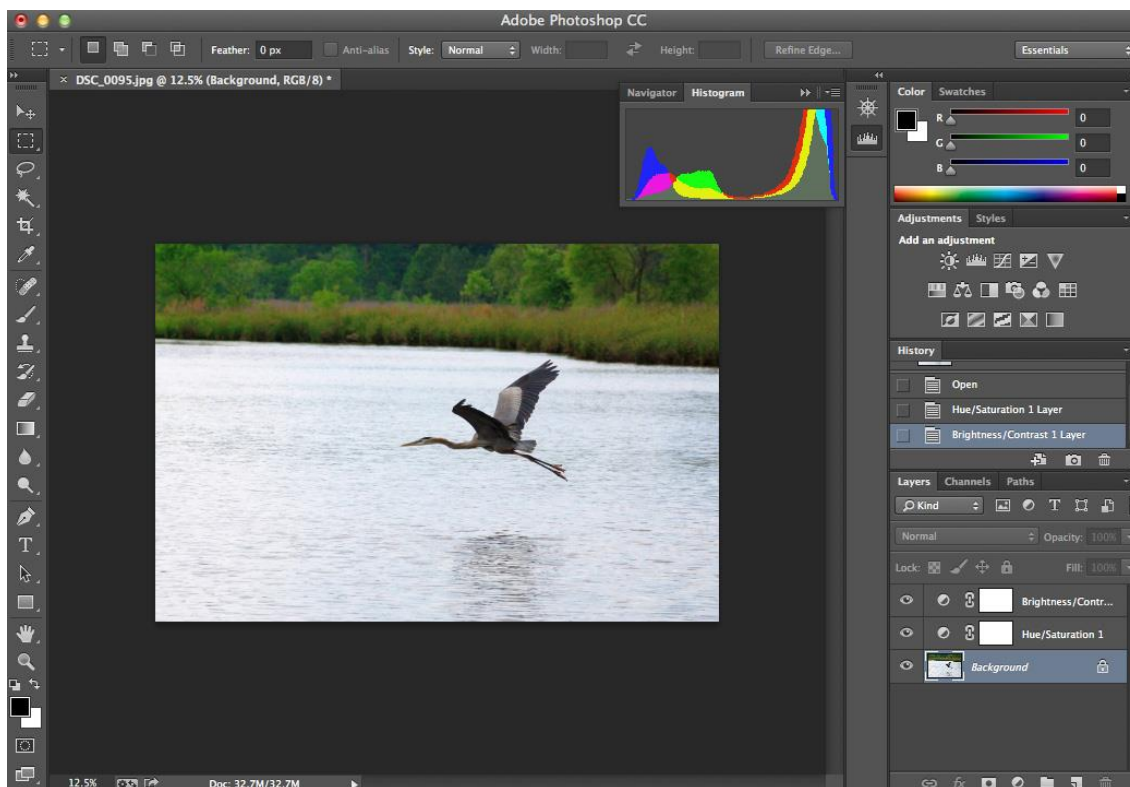 Adobe Photoshop CC
Feather: 0 px Anti-alias Style: Normal Width: Height: Refine Edge... Essentials
× DSC_0095.jpg @ 12.5% (Background, RGB/8) *
Navigator Histogram
Color Swatches
R 0
G 0
B 0
Adjustments Styles
Add an adjustment
History
Open
Hue/Saturation 1 Layer
Brightness/Contrast 1 Layer
Layers Channels Paths
Kind T
Normal Opacity: 100%
Lock: Fill: 100%
Brightness/Contr...
Hue/Saturation 1
Background
T
12.5% Doc: 32.7M/32.7M
fx